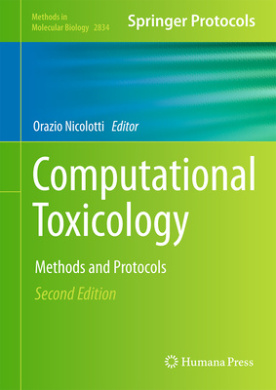 Methods in
Molecular Biology 2834
Springer Protocols
Orazio Nicolotti Editor
Computational
Toxicology
Methods and Protocols
Second Edition
Humana Press